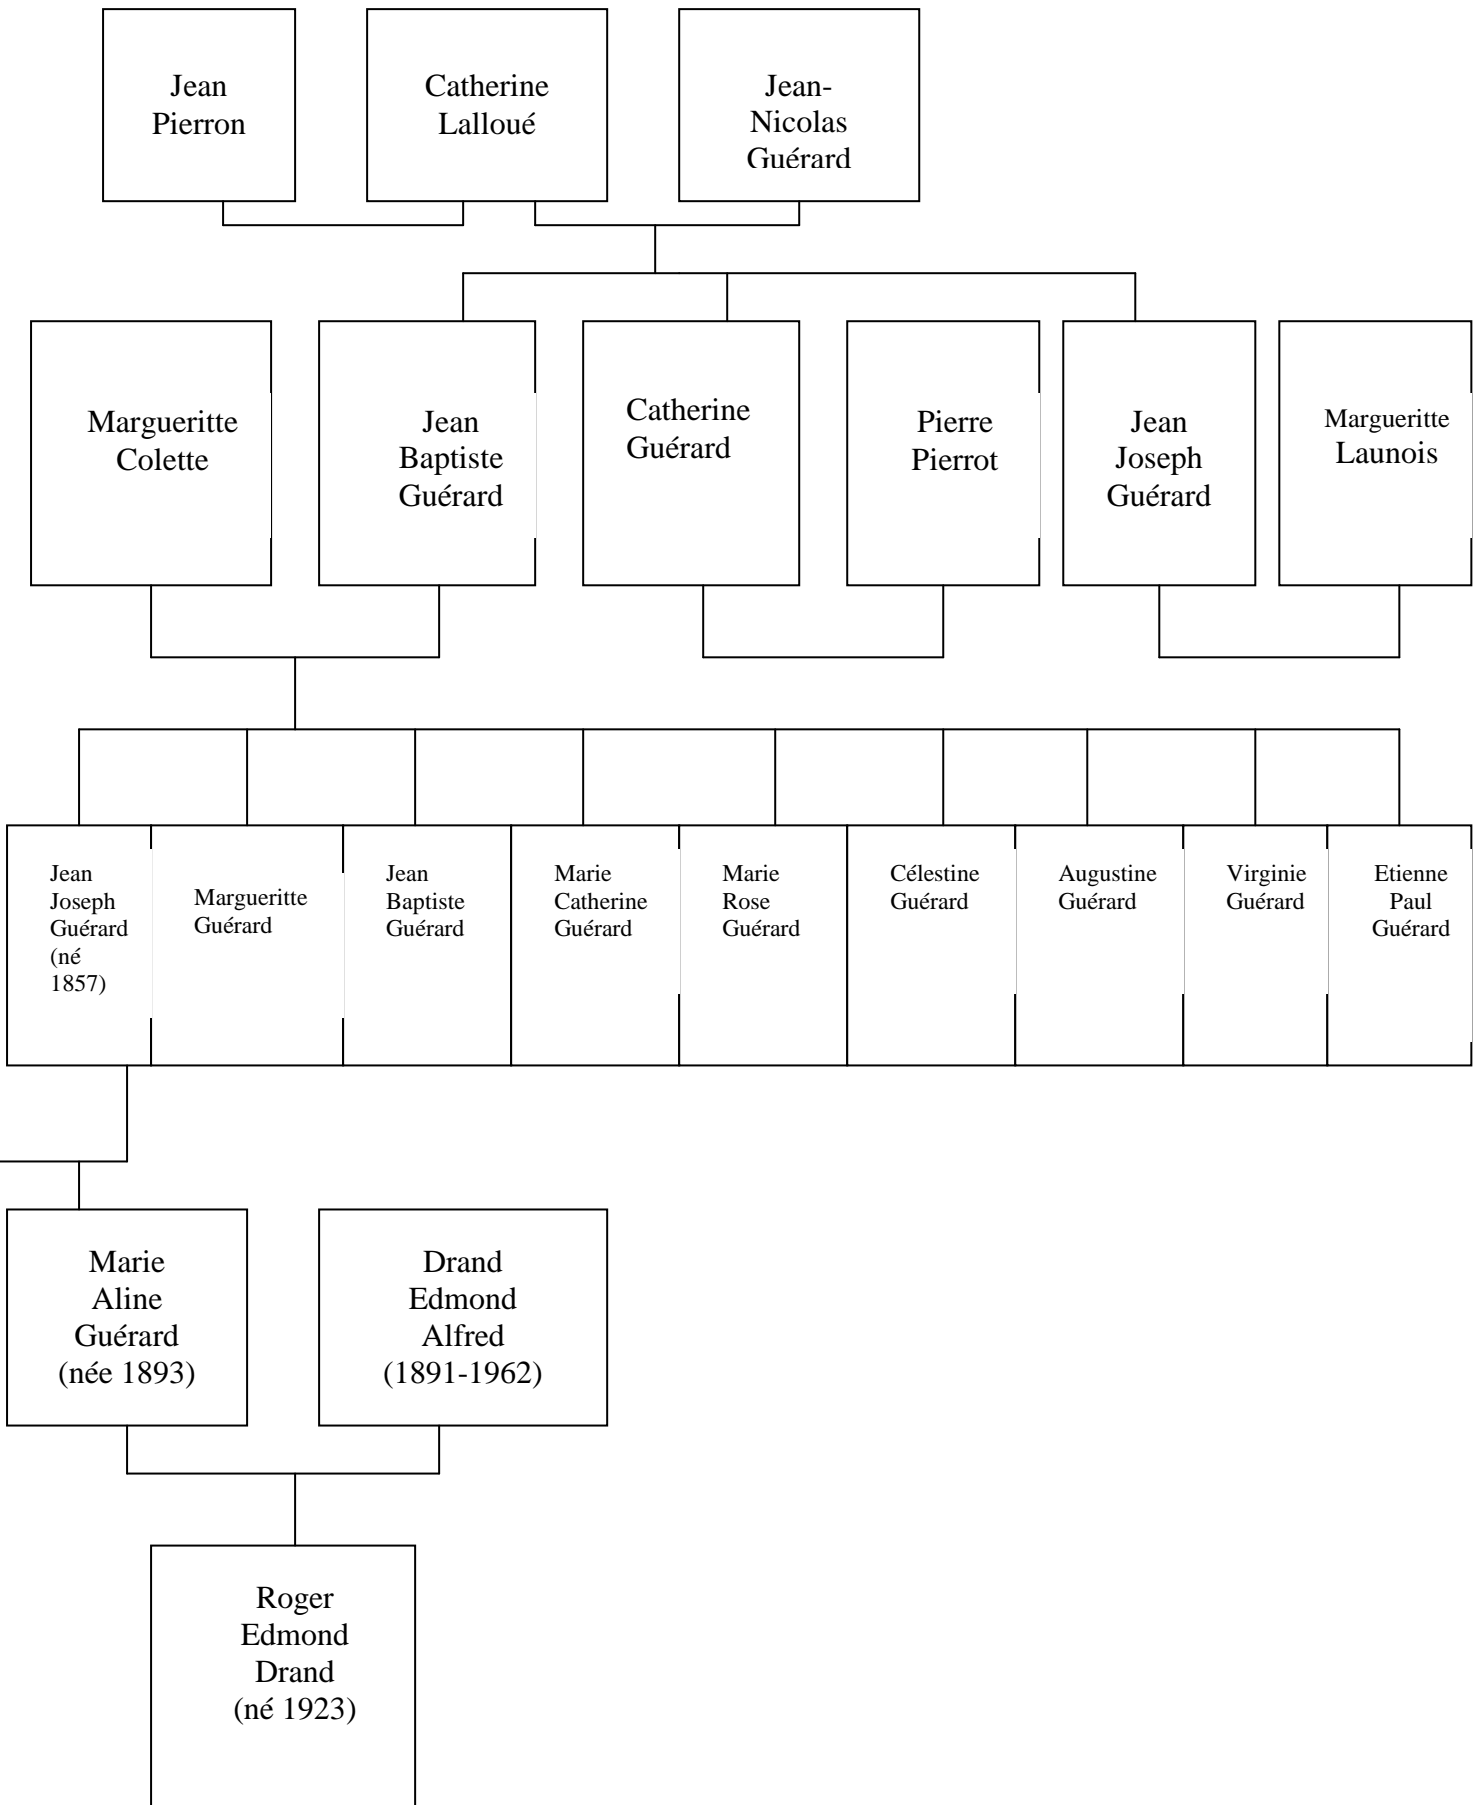 Jean
Pierron
Catherine
Lalloué
Jean-
Nicolas
Guérard
Margueritte
Colette
Jean
Baptiste
Guérard
Catherine
Guérard
Pierre
Pierrot
Jean
Joseph
Guérard
Margueritte
Launois
Jean
Joseph
Guérard
(né
1857)
Margueritte
Guérard
Jean
Baptiste
Guérard
Marie
Catherine
Guérard
Marie
Rose
Guérard
Célestine
Guérard
Augustine
Guérard
Virginie
Guérard
Etienne
Paul
Guérard
Marie
Aline
Guérard
(née 1893)
Drand
Edmond
Alfred
(1891-1962)
Roger
Edmond
Drand
(né 1923)